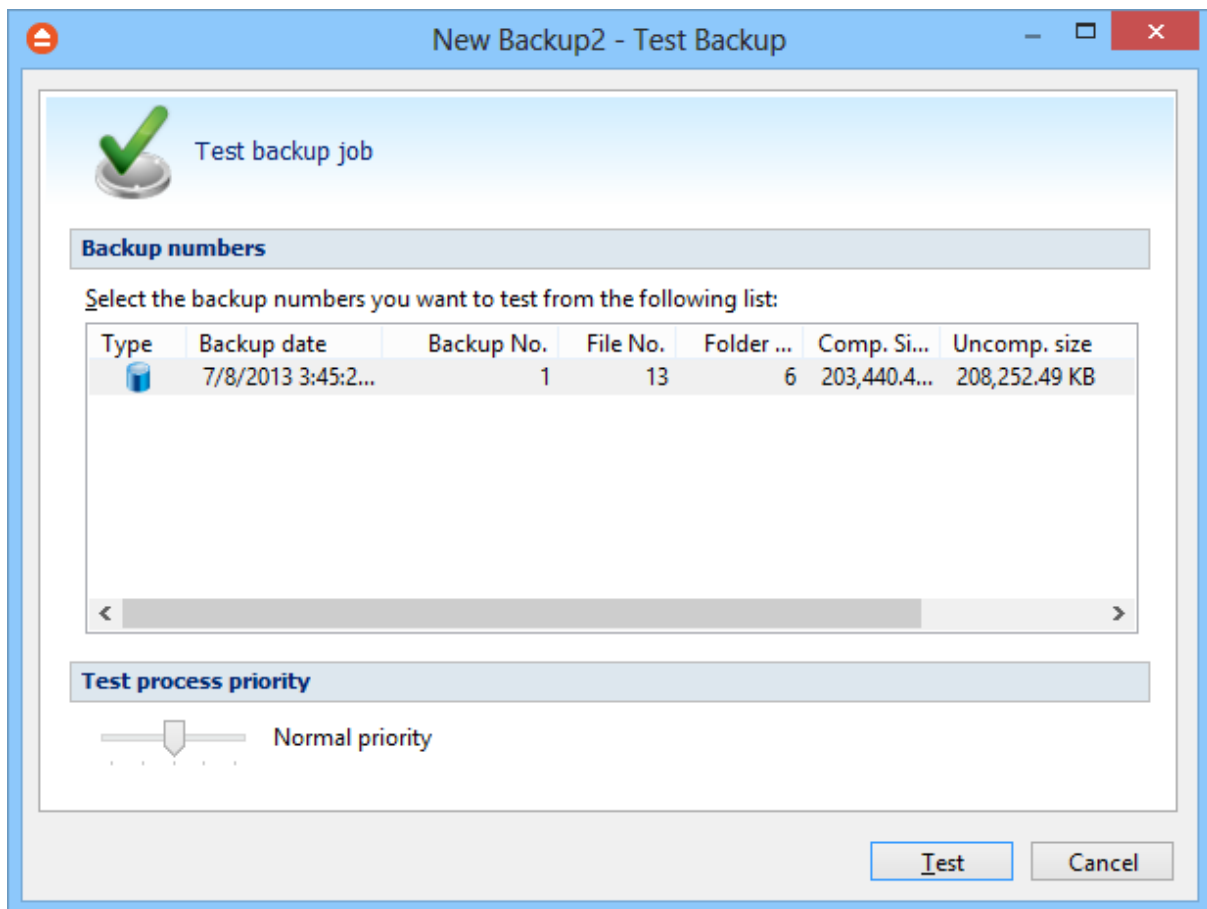 New Backup2 - Test Backup
Test backup job
Backup numbers
Select the backup numbers you want to test from the following list:
Type Backup date Backup No. File No. Folder ... Comp. Si... Uncomp. size
7/8/2013 3:45:2... 1 13 6 203,440.4... 208,252.49 KB
Test process priority
Normal priority
Test Cancel